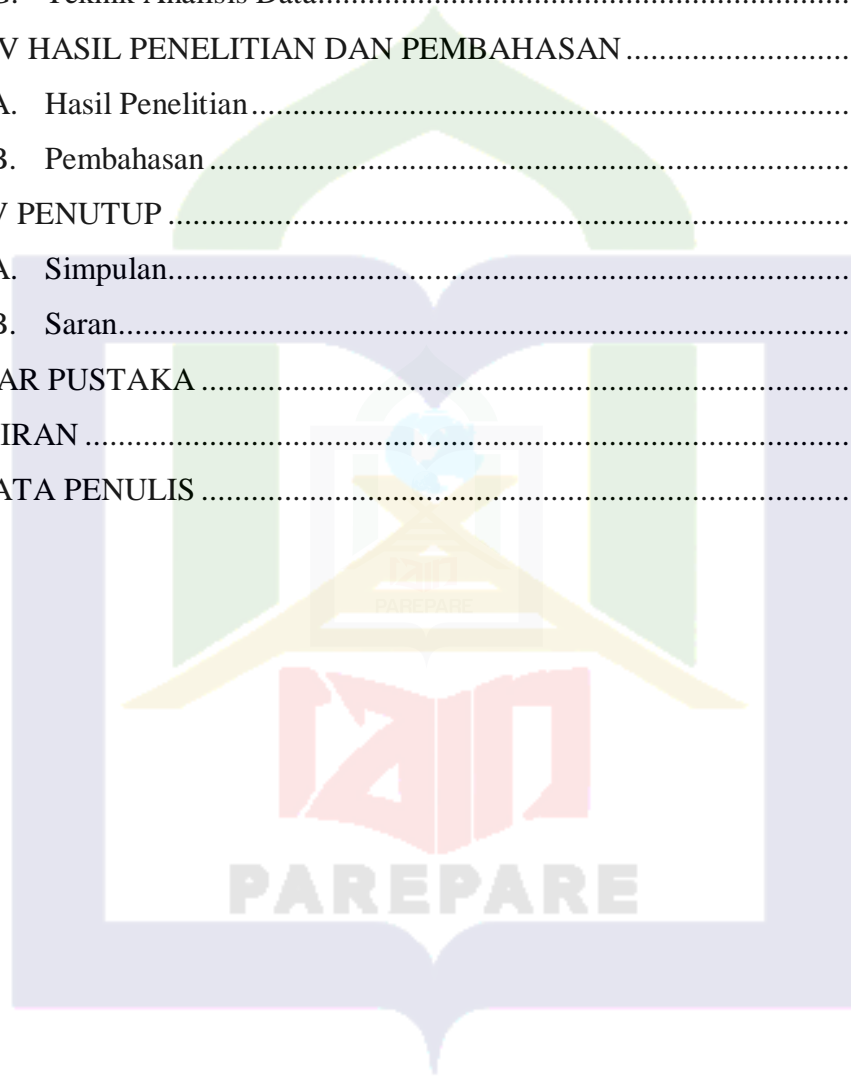 Teknik Analisis Data
V HASIL PENELITIAN DAN PEMBAHASAN
A. Hasil Penelitian
B. Pembahasan
V PENUTUP
A. Simpulan
B. Saran
AR PUSTAKA
IRAN
ATA PENULIS
PAREPARE
PAREPARE